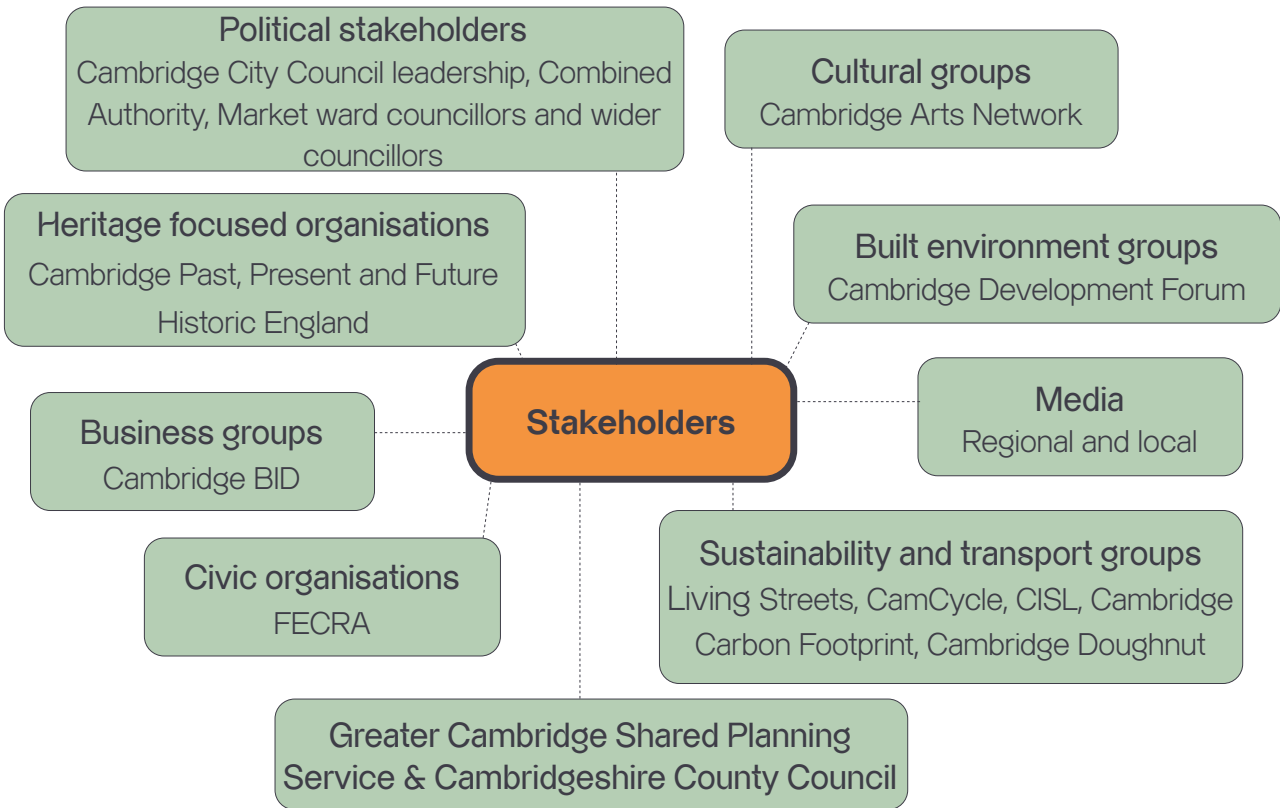 Political stakeholders
Cambridge City Council leadership, Combined
Authority, Market ward councillors and wider
councillors
Cultural groups
Cambridge Arts Network
Heritage focused organisations
Cambridge Past, Present and Future
Historic England
Built environment groups
Cambridge Development Forum
Stakeholders
Media
Regional and local
Business groups
Cambridge BID
Sustainability and transport groups
Living Streets, CamCycle, CISL, Cambridge
Carbon Footprint, Cambridge Doughnut
Civic organisations
FECRA
Greater Cambridge Shared Planning
Service & Cambridgeshire County Council